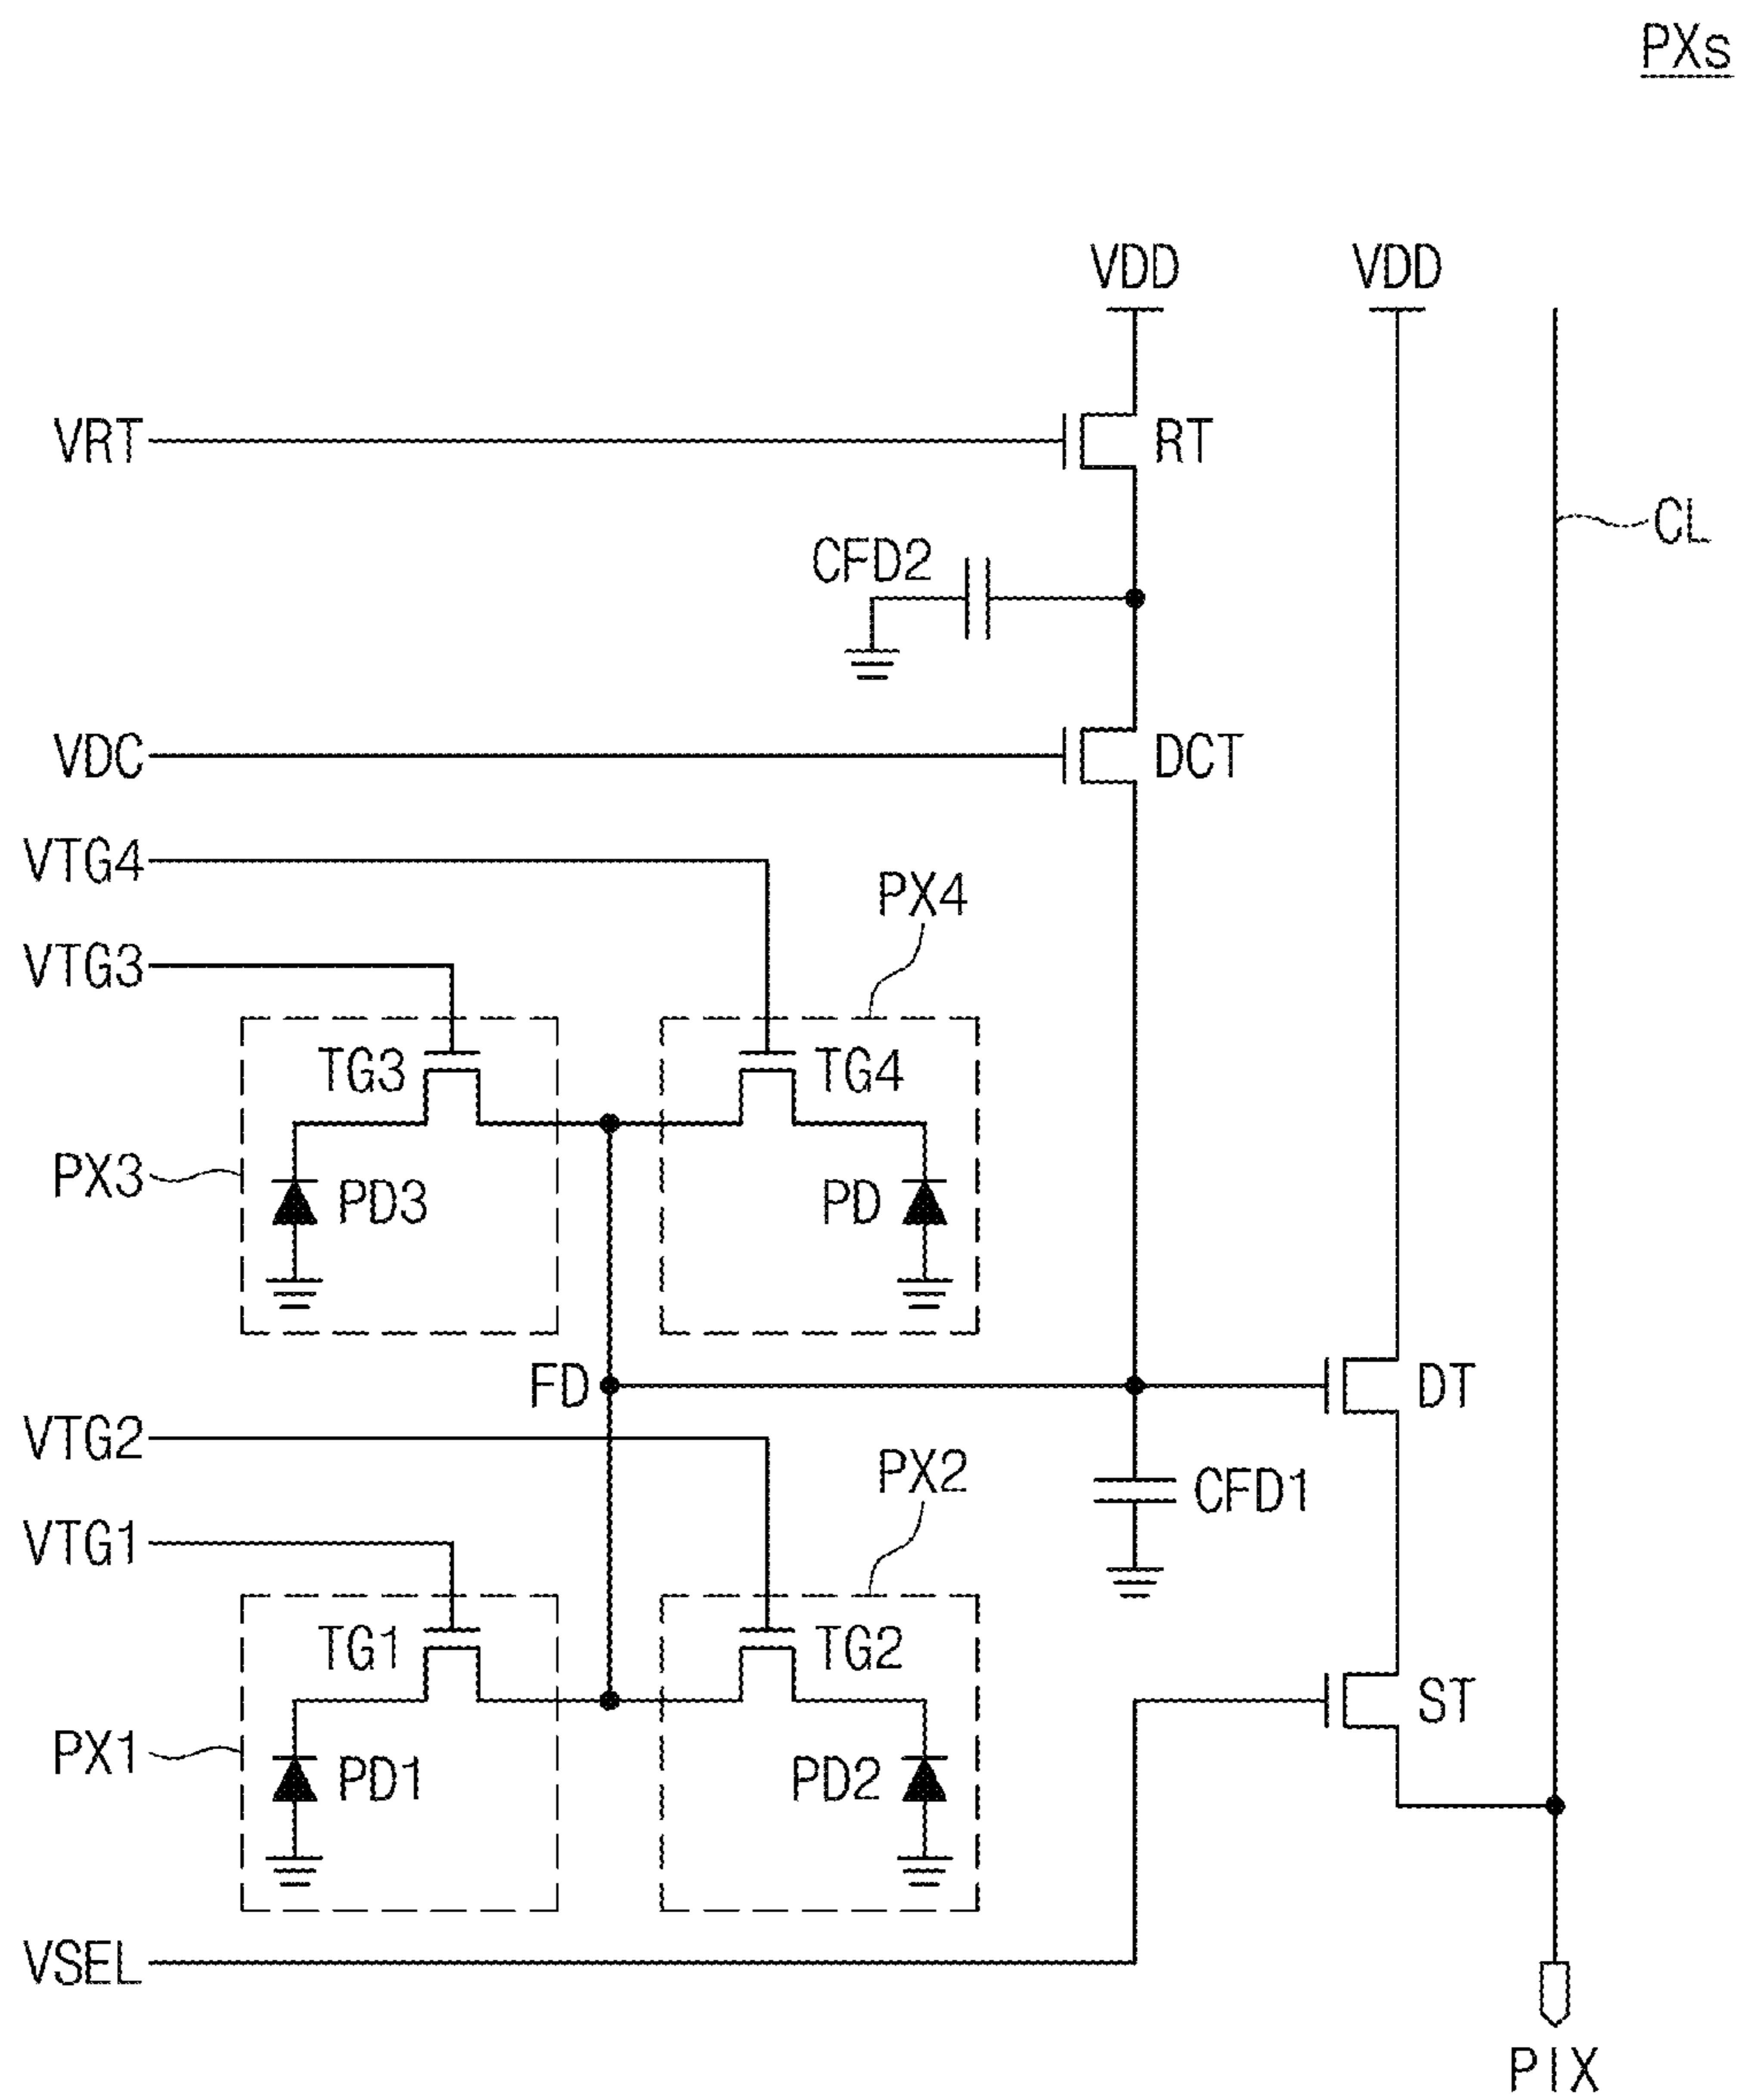 PXs
VDD VDD
VRT RT
CFD2 CL
VDC DCT
VTG4 PX4
VTG3
TG3 TG4
PX3 PD3 PD
FD DT
VTG2 PX2 CFD1
VTG1
TG1 TG2 ST
PX1 PD1 PD2
VSEL
PIX